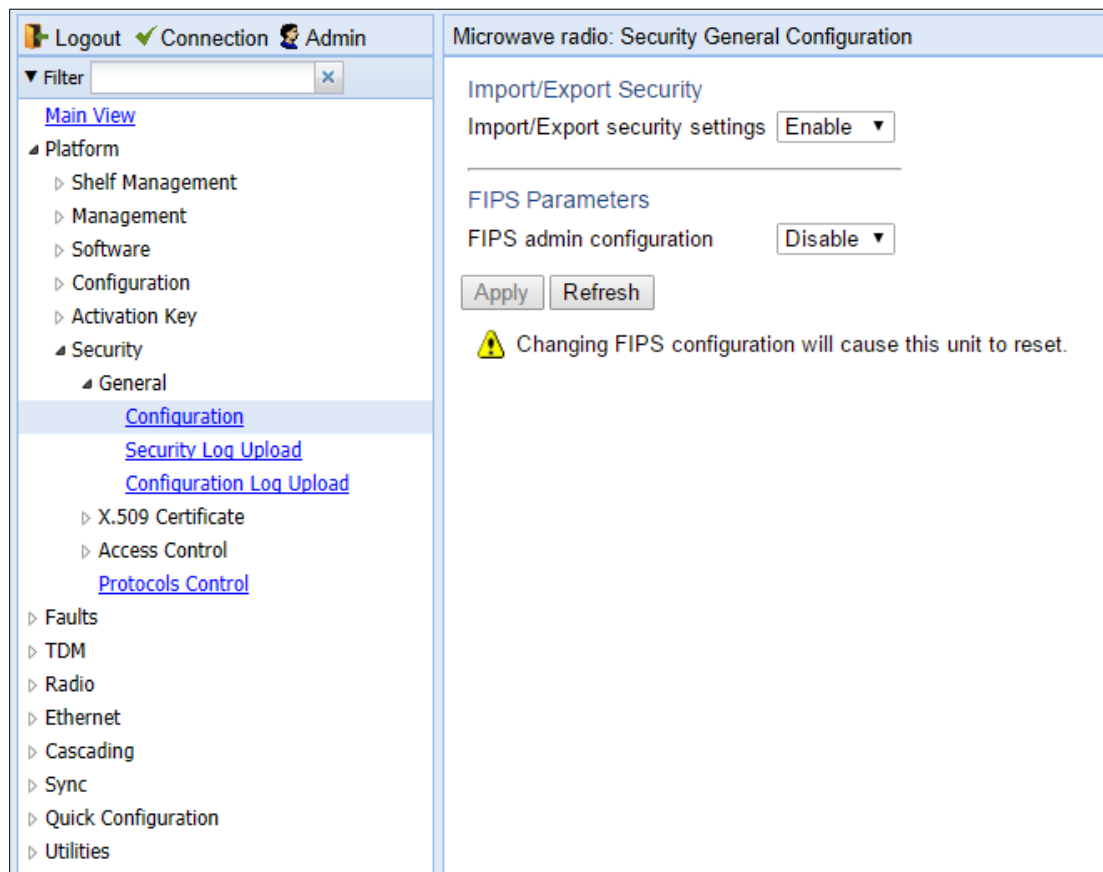 Logout Connection Admin
Filter
Main View
Platform
Shelf Management
Management
Software
Configuration
Activation Key
Security
General
Configuration
Security Log Upload
Configuration Log Upload
X.509 Certificate
Access Control
Protocols Control
Faults
TDM
Radio
Ethernet
Cascading
Sync
Quick Configuration
Utilities
Microwave radio: Security General Configuration
Import/Export Security
Import/Export security settings Enable
FIPS Parameters
FIPS admin configuration Disable
Apply Refresh
Changing FIPS configuration will cause this unit to reset.